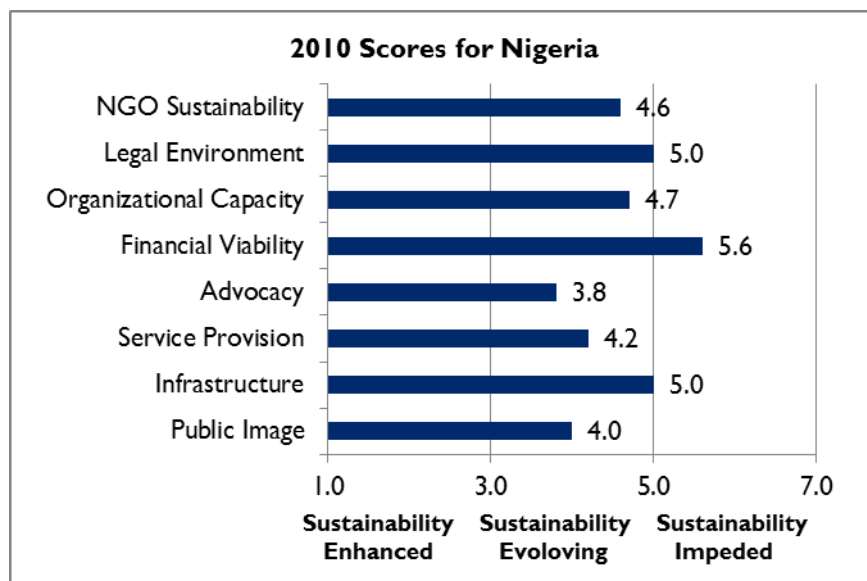 2010 Scores for Nigeria
NGO Sustainability 4.6
Legal Environment 5.0
Organizational Capacity 4.7
Financial Viability 5.6
Advocacy 3.8
Service Provision 4.2
Infrastructure 5.0
Public Image 4.0
1.0 3.0 5.0 7.0
Sustainability Sustainability Sustainability
Enhanced Evoloving Impeded